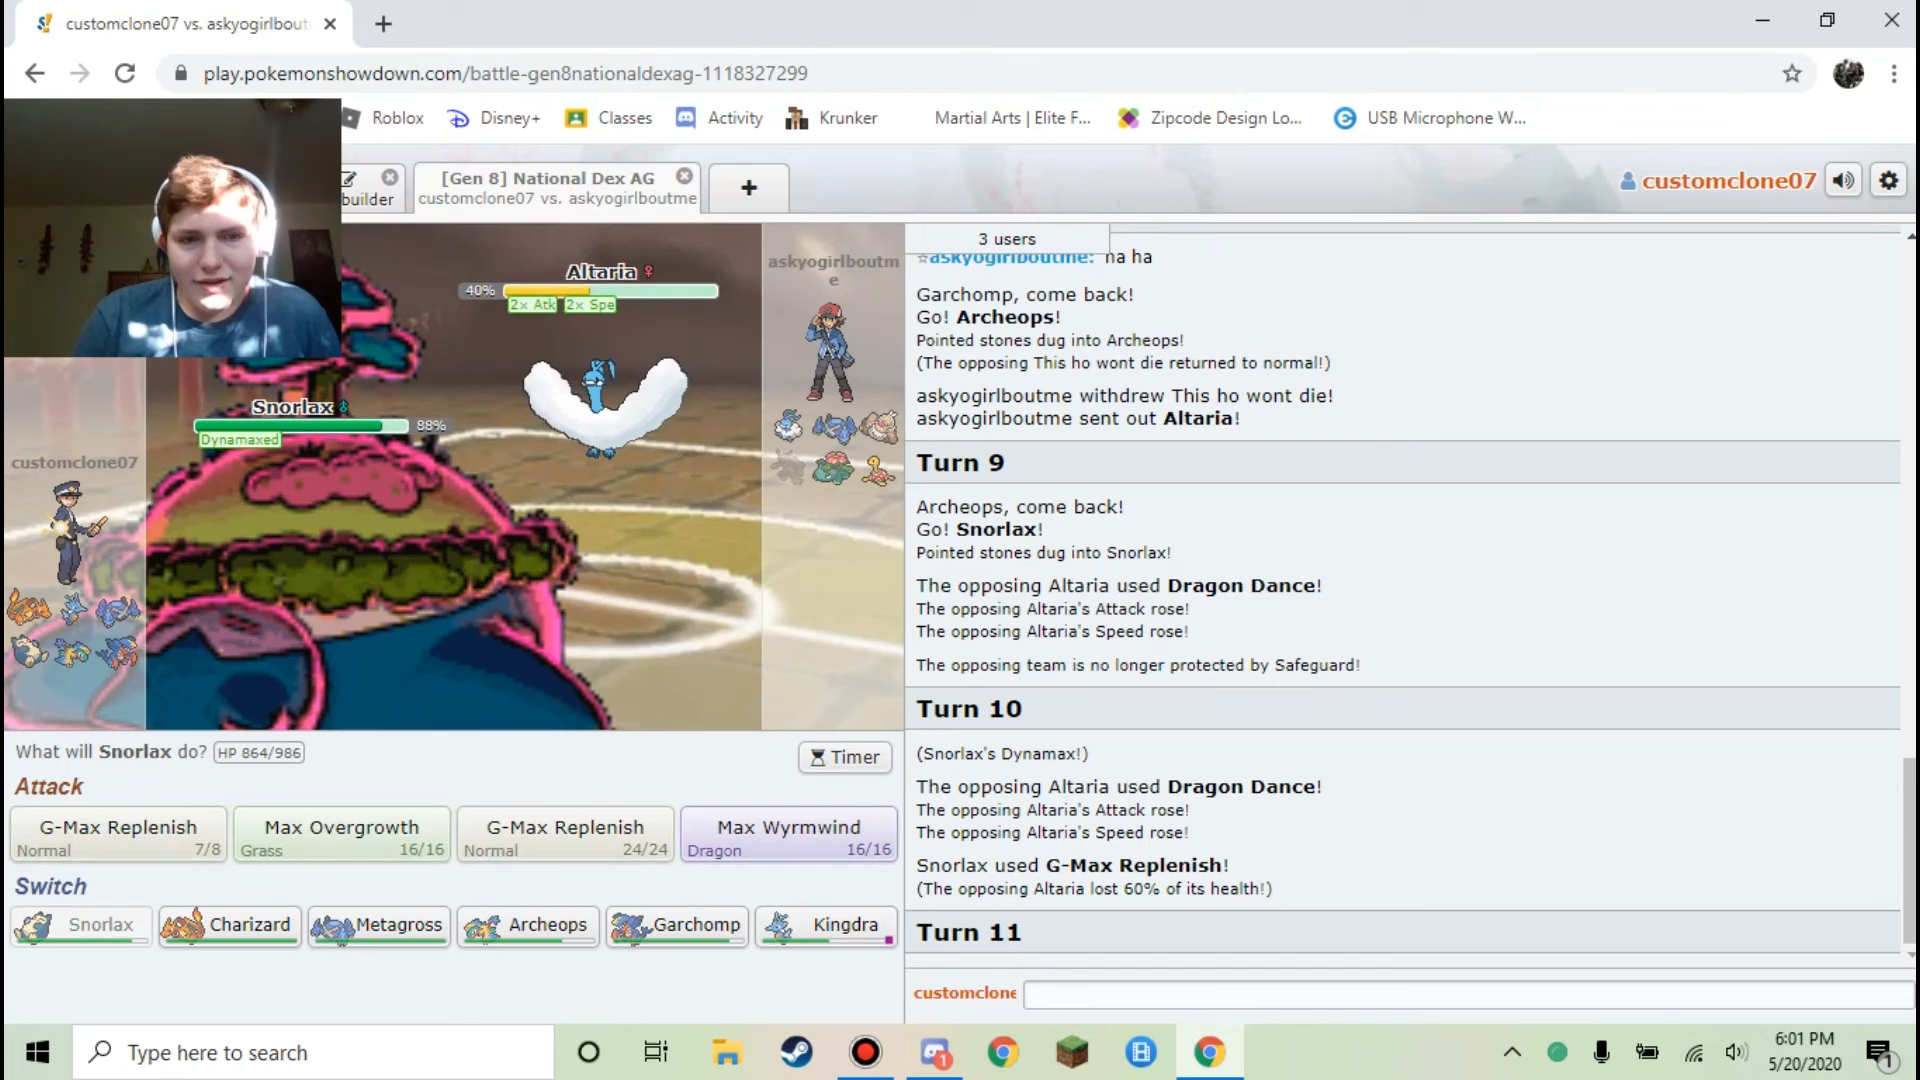 customclone07 vs. askyogirlbout
play.pokemonshowdown.com/battle-gen8nationaldexag-1118327299
Roblox
Disney+
Classes
Activity
Krunker
Martial Arts | Elite F...
Zipcode Design Lo...
USB Microphone W...
builder
[Gen 8] National Dex AG
customclone07 vs. askyogirlboutme
customclone07
3 users
☆askyogirlboutme: ha ha
Garchomp, come back!
Go! Archeops!
Pointed stones dug into Archeops!
(The opposing This ho wont die returned to normal!)
askyogirlboutme withdrew This ho wont die!
askyogirlboutme sent out Altaria!
Turn 9
Archeops, come back!
Go! Snorlax!
Pointed stones dug into Snorlax!
The opposing Altaria used Dragon Dance!
The opposing Altaria's Attack rose!
The opposing Altaria's Speed rose!
The opposing team is no longer protected by Safeguard!
Turn 10
(Snorlax's Dynamax!)
The opposing Altaria used Dragon Dance!
The opposing Altaria's Attack rose!
The opposing Altaria's Speed rose!
Snorlax used G-Max Replenish!
(The opposing Altaria lost 60% of its health!)
Turn 11
customclone
Altaria ♀
40%
2x Atk 2x Spe
askyogirlboutm
e
Snorlax ♂
88%
Dynamaxed
customclone07
What will Snorlax do? HP 864/986
Timer
Attack
G-Max Replenish
Normal 7/8
Max Overgrowth
Grass 16/16
G-Max Replenish
Normal 24/24
Max Wyrmwind
Dragon 16/16
Switch
Snorlax
Charizard
Metagross
Archeops
Garchomp
Kingdra
Type here to search
1
6:01 PM
5/20/2020
1